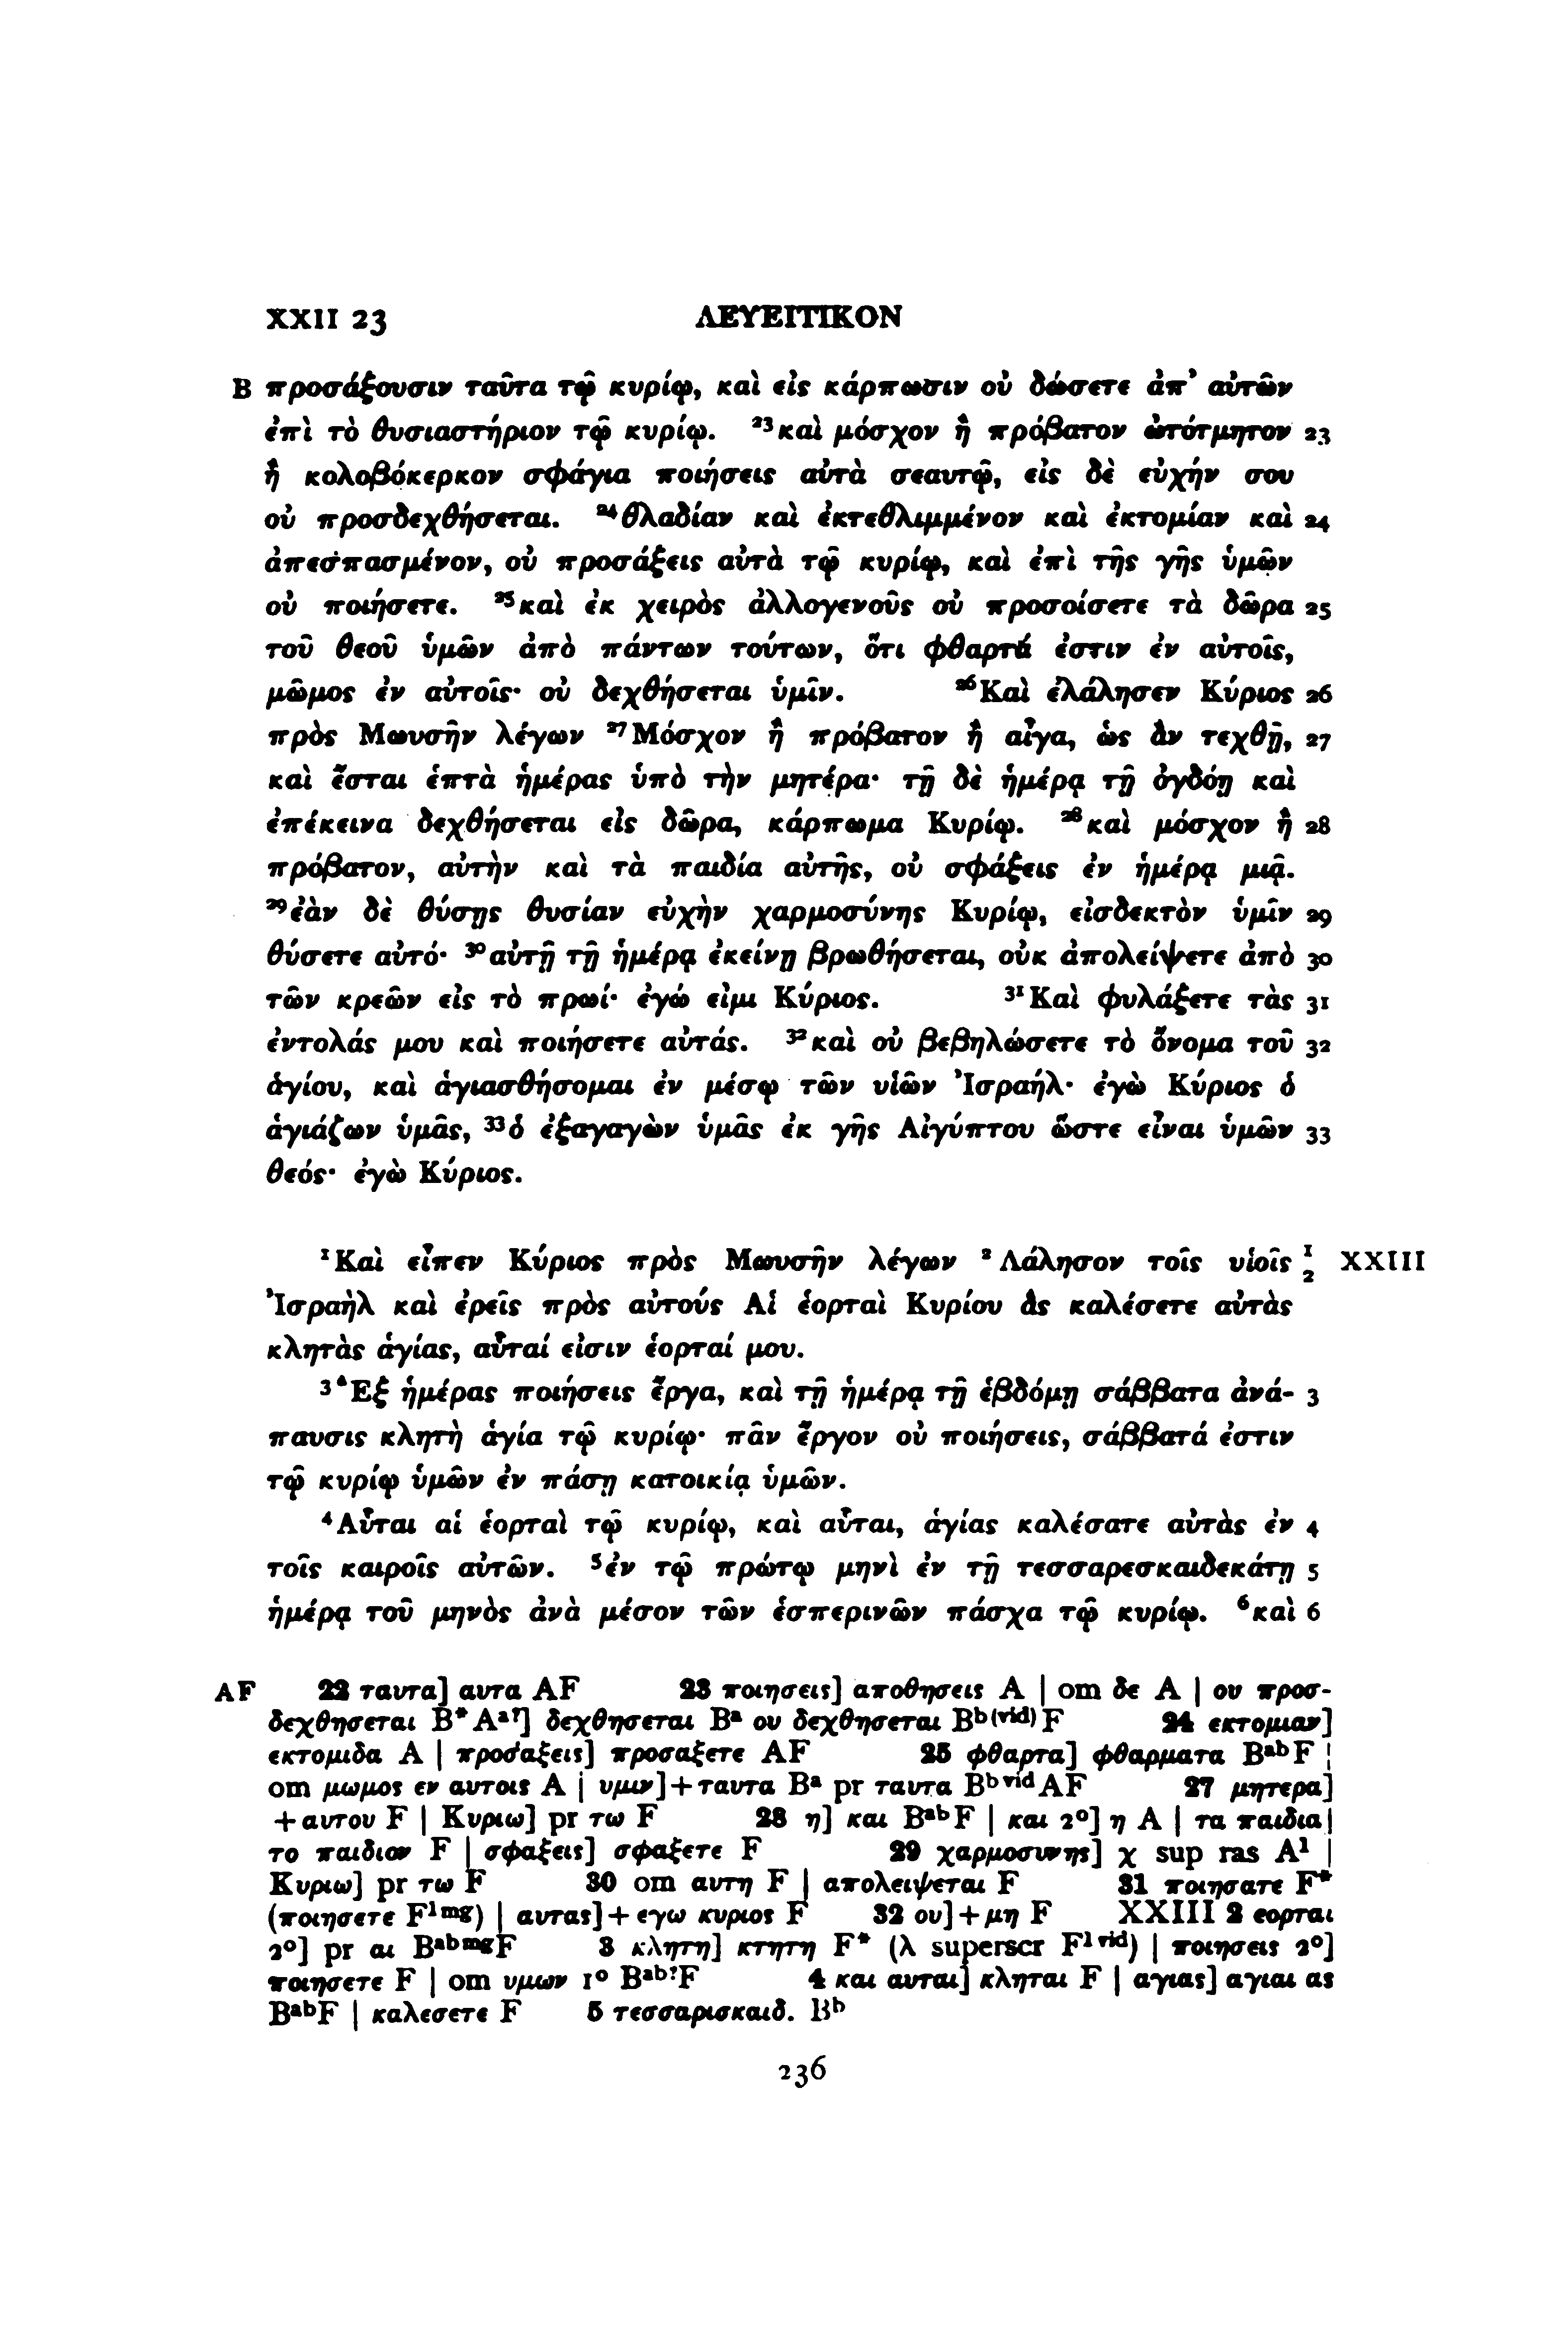 XXII 23 ΛΕΥΕΙΤΙΚΟΝ
B προσάξουσιν ταῦτα τῷ κυρίῳ, καὶ εἰς κάρπωσιν οὐ δώσετε ἀπ' αὐτῶν
ἐπὶ τὸ θυσιαστήριον τῷ κυρίῳ. ²³καὶ μόσχον ἢ πρόβατον ὠτότμητον 23
ἢ κολοβόκερκον σφάγια ποιήσεις αὐτὰ σεαυτῷ, εἰς δὲ εὐχήν σου
οὐ προσδεχθήσεται. ²⁴θλαδίαν καὶ ἐκτεθλιμμένον καὶ ἐκτομίαν καὶ 24
ἀπεσπασμένον, οὐ προσάξεις αὐτὰ τῷ κυρίῳ, καὶ ἐπὶ τῆς γῆς ὑμῶν
οὐ ποιήσετε. ²⁵καὶ ἐκ χειρὸς ἀλλογενοῦς οὐ προσοίσετε τὰ δῶρα 25
τοῦ θεοῦ ὑμῶν ἀπὸ πάντων τούτων, ὅτι φθαρτά ἐστιν ἐν αὐτοῖς,
μῶμος ἐν αὐτοῖς· οὐ δεχθήσεται ὑμῖν. ²⁶Καὶ ἐλάλησεν Κύριος 26
πρὸς Μωυσῆν λέγων ²⁷Μόσχον ἢ πρόβατον ἢ αἶγα, ὡς ἂν τεχθῇ, 27
καὶ ἔσται ἑπτὰ ἡμέρας ὑπὸ τὴν μητέρα· τῇ δὲ ἡμέρᾳ τῇ ὀγδόῃ καὶ
ἐπέκεινα δεχθήσεται εἰς δῶρα, κάρπωμα Κυρίῳ. ²⁸καὶ μόσχον ἢ 28
πρόβατον, αὐτὴν καὶ τὰ παιδία αὐτῆς, οὐ σφάξεις ἐν ἡμέρᾳ μιᾷ.
²⁹ἐὰν δὲ θύσῃς θυσίαν εὐχὴν χαρμοσύνης Κυρίῳ, εἰσδεκτὸν ὑμῖν 29
θύσετε αὐτό· ³⁰αὐτῇ τῇ ἡμέρᾳ ἐκείνῃ βρωθήσεται, οὐκ ἀπολείψετε ἀπὸ 30
τῶν κρεῶν εἰς τὸ πρωί· ἐγώ εἰμι Κύριος. ³¹Καὶ φυλάξετε τὰς 31
ἐντολάς μου καὶ ποιήσετε αὐτάς. ³²καὶ οὐ βεβηλώσετε τὸ ὄνομα τοῦ 32
ἁγίου, καὶ ἁγιασθήσομαι ἐν μέσῳ τῶν υἱῶν Ἰσραήλ· ἐγὼ Κύριος ὁ
ἁγιάζων ὑμᾶς, ³³ὁ ἐξαγαγὼν ὑμᾶς ἐκ γῆς Αἰγύπτου ὥστε εἶναι ὑμῶν 33
θεός· ἐγὼ Κύριος.
¹Καὶ εἶπεν Κύριος πρὸς Μωυσῆν λέγων ²Λάλησον τοῖς υἱοῖς 1 2 XXIII
Ἰσραὴλ καὶ ἐρεῖς πρὸς αὐτούς Αἱ ἑορταὶ Κυρίου ἃς καλέσετε αὐτὰς
κλητὰς ἁγίας, αὗταί εἰσιν ἑορταί μου.
³Ἓξ ἡμέρας ποιήσεις ἔργα, καὶ τῇ ἡμέρᾳ τῇ ἑβδόμῃ σάββατα ἀνά- 3
παυσις κλητὴ ἁγία τῷ κυρίῳ· πᾶν ἔργον οὐ ποιήσεις, σάββατά ἐστιν
τῷ κυρίῳ ὑμῶν ἐν πάσῃ κατοικίᾳ ὑμῶν.
⁴Αὗται αἱ ἑορταὶ τῷ κυρίῳ, καὶ αὗται, ἁγίας καλέσατε αὐτὰς ἐν 4
τοῖς καιροῖς αὐτῶν. ⁵ἐν τῷ πρώτῳ μηνὶ ἐν τῇ τεσσαρεσκαιδεκάτῃ 5
ἡμέρᾳ τοῦ μηνὸς ἀνὰ μέσον τῶν ἑσπερινῶν πάσχα τῷ κυρίῳ. ⁶καὶ 6
AF 22 ταυτα] αυτα AF 23 ποιησεις] αποθησεις A | om δε A | ου προσ-
δεχθησεται B*Aᵃ?] δεχθησεται Bᵃ ου δεχθησεται Bᵇ⁽ᵛⁱᵈ⁾F 24 εκτομιαν]
εκτομιδα A | προσαξεις] προσαξετε AF 25 φθαρτα] φθαρματα BᵃᵇF |
om μωμος εν αυτοις A | υμιν]+ταυτα Bᵃ pr ταυτα BᵇᵛⁱᵈAF 27 μητερα]
+αυτου F | Κυριω] pr τω F 28 η] και BᵃᵇF | και 2°] η A | τα παιδια]
το παιδιον F | σφαξεις] σφαξετε F 29 χαρμοσυνης] χ sup ras A¹ |
Κυριω] pr τω F 30 om αυτη F | απολειψεται F 31 ποιησατε F*
(ποιησετε F¹ᵐᵍ) | αυτας]+εγω κυριος F 32 ου]+μη F XXIII 2 εορται
2°] pr αι BᵃᵇᵐᵍF 3 κλητη] κτητη F* (λ superscr F¹ᵛⁱᵈ) | ποιησεις 2°]
ποιησετε F | om υμων 1° Bᵃᵇ?F 4 και αυται] κληται F | αγιας] αγιαι ας
BᵃᵇF | καλεσετε F 5 τεσσαρισκαιδ. Bᵇ
236